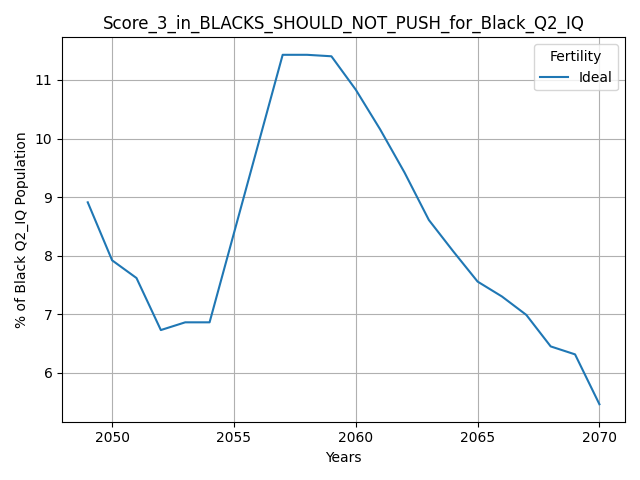 Score_3_in_BLACKS_SHOULD_NOT_PUSH_for_Black_Q2_IQ
Fertility
Ideal
% of Black Q2_IQ Population
11
10
9
8
7
6
2050 2055 2060 2065 2070
Years